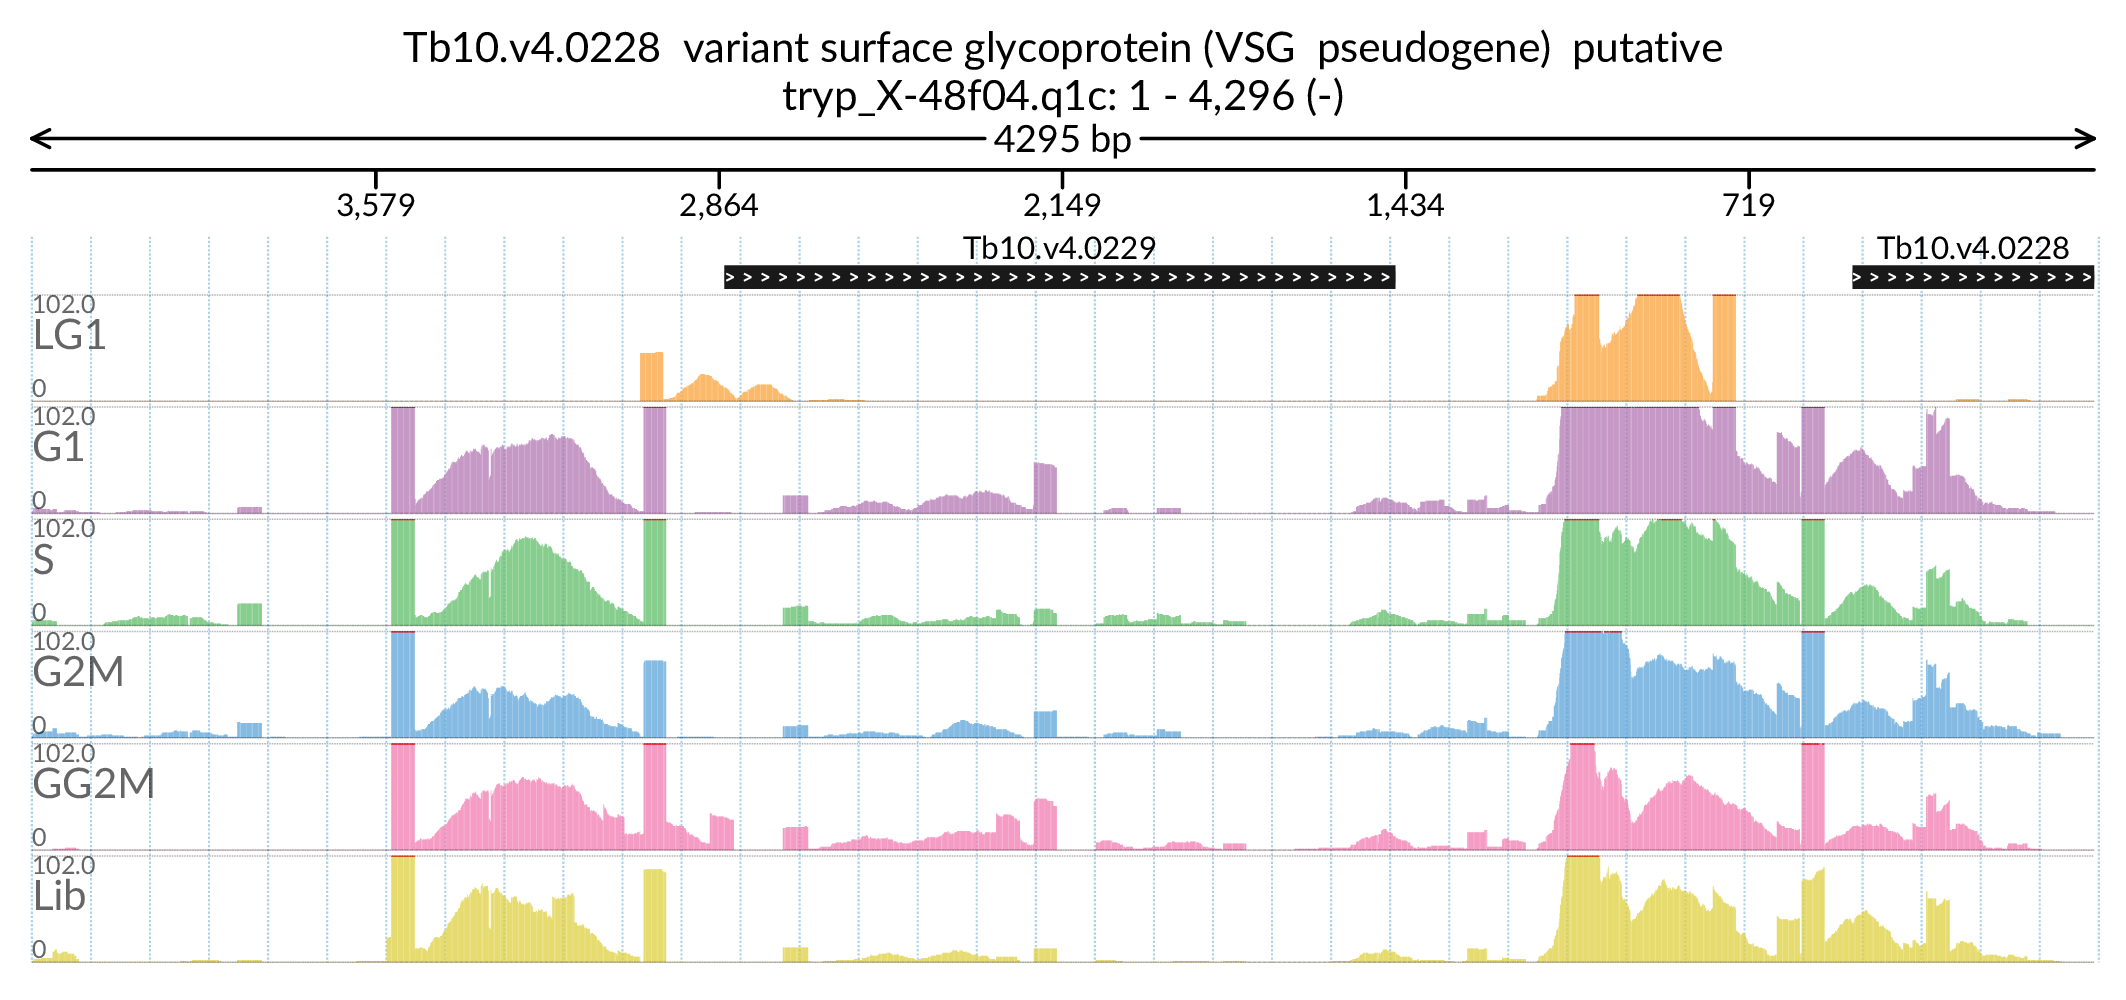 Tb10.v4.0228  variant surface glycoprotein (VSG  pseudogene)  putative
tryp_X-48f04.q1c: 1 - 4,296 (-)
4295 bp
3,579 2,864 2,149 1,434 719
Tb10.v4.0229 Tb10.v4.0228
102.0
LG1
0
102.0
G1
0
102.0
S
0
102.0
G2M
0
102.0
GG2M
0
102.0
Lib
0